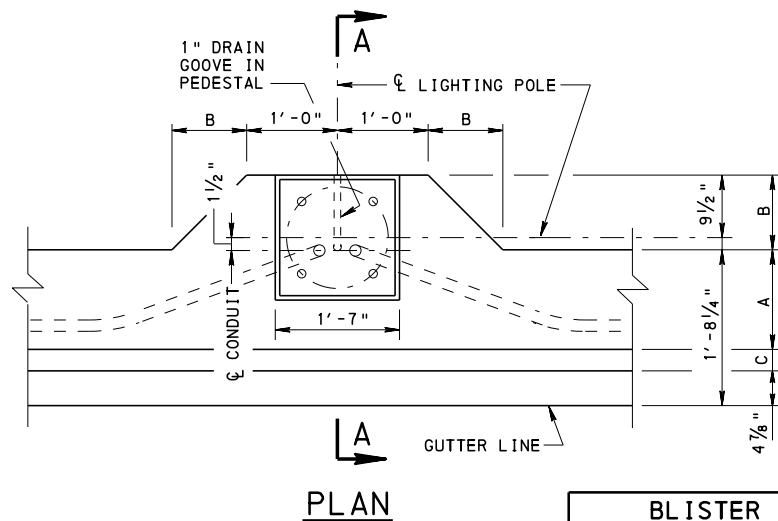 A
1" DRAIN
GOOVE IN
PEDESTAL
℄ LIGHTING POLE
B
1'-0"
1'-0"
B
1½"
9½"
B
℄ CONDUIT
1'-7"
1'-8¼"
A
C
4⅞"
A
GUTTER LINE
PLAN
BLISTER